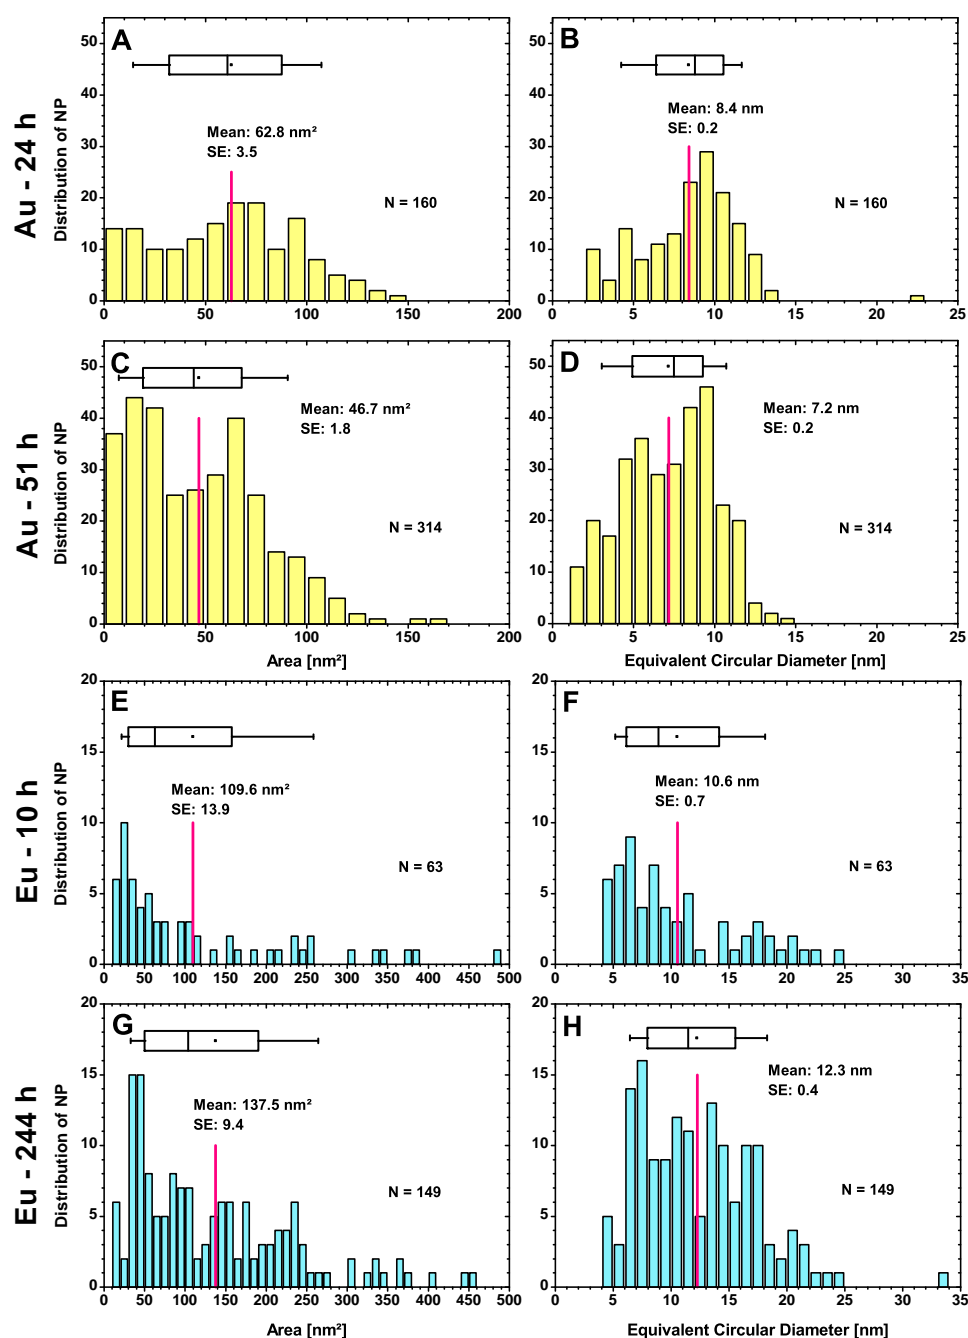 Au - 24 h
Distribution of NP
A
50
40
30
20
10
0
Mean: 62.8 nm²
SE: 3.5
N = 160
0 50 100 150 200
B
50
40
30
20
10
0
Mean: 8.4 nm
SE: 0.2
N = 160
0 5 10 15 20 25
Au - 51 h
Distribution of NP
C
50
40
30
20
10
0
Mean: 46.7 nm²
SE: 1.8
N = 314
0 50 100 150 200
Area [nm²]
D
50
40
30
20
10
0
Mean: 7.2 nm
SE: 0.2
N = 314
0 5 10 15 20 25
Equivalent Circular Diameter [nm]
Eu - 10 h
Distribution of NP
E
20
15
10
5
0
Mean: 109.6 nm²
SE: 13.9
N = 63
0 50 100 150 200 250 300 350 400 450 500
F
20
15
10
5
0
Mean: 10.6 nm
SE: 0.7
N = 63
0 5 10 15 20 25 30 35
Eu - 244 h
Distribution of NP
G
20
15
10
5
0
Mean: 137.5 nm²
SE: 9.4
N = 149
0 50 100 150 200 250 300 350 400 450 500
Area [nm²]
H
20
15
10
5
0
Mean: 12.3 nm
SE: 0.4
N = 149
0 5 10 15 20 25 30 35
Equivalent Circular Diameter [nm]